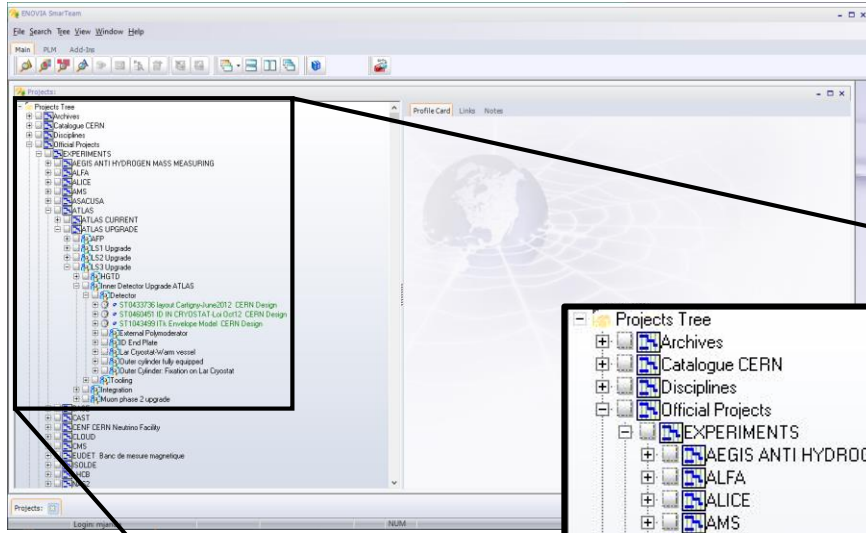 ENOVIA SmarTeam
File Search Tree View Window Help
Main PLM Add-Ins
Projects:
Projects Tree
Archives
Catalogue CERN
Disciplines
Official Projects
EXPERIMENTS
AEGIS ANTI HYDROGEN MASS MEASURING
ALFA
ALICE
AMS
ASACUSA
ATLAS
ATLAS CURRENT
ATLAS UPGRADE
AFP
LS1 Upgrade
LS2 Upgrade
LS3 Upgrade
HGTD
Inner Detector Upgrade ATLAS
Detector
ST0433736 layout Cartigny-June2012 CERN Design
ST0460451 ID IN CRYOSTAT-Loi Oct12 CERN Design
ST1043499 ITk Envelope Model CERN Design
External Polymoderator
ID End Plate
Lar Cryostat-Warm vessel
Outer cylinder fully equipped
Outer Cylinder: Fixation on Lar Cryostat
Tooling
Integration
Muon phase 2 upgrade
CAST
CENF CERN Neutrino Facility
CLOUD
CMS
EUDET Banc de mesure magnetique
ISOLDE
LHCB
Profile Card Links Notes
Projects:
NUM
Projects Tree
Archives
Catalogue CERN
Disciplines
Official Projects
EXPERIMENTS
AEGIS ANTI HYDROG
ALFA
ALICE
AMS